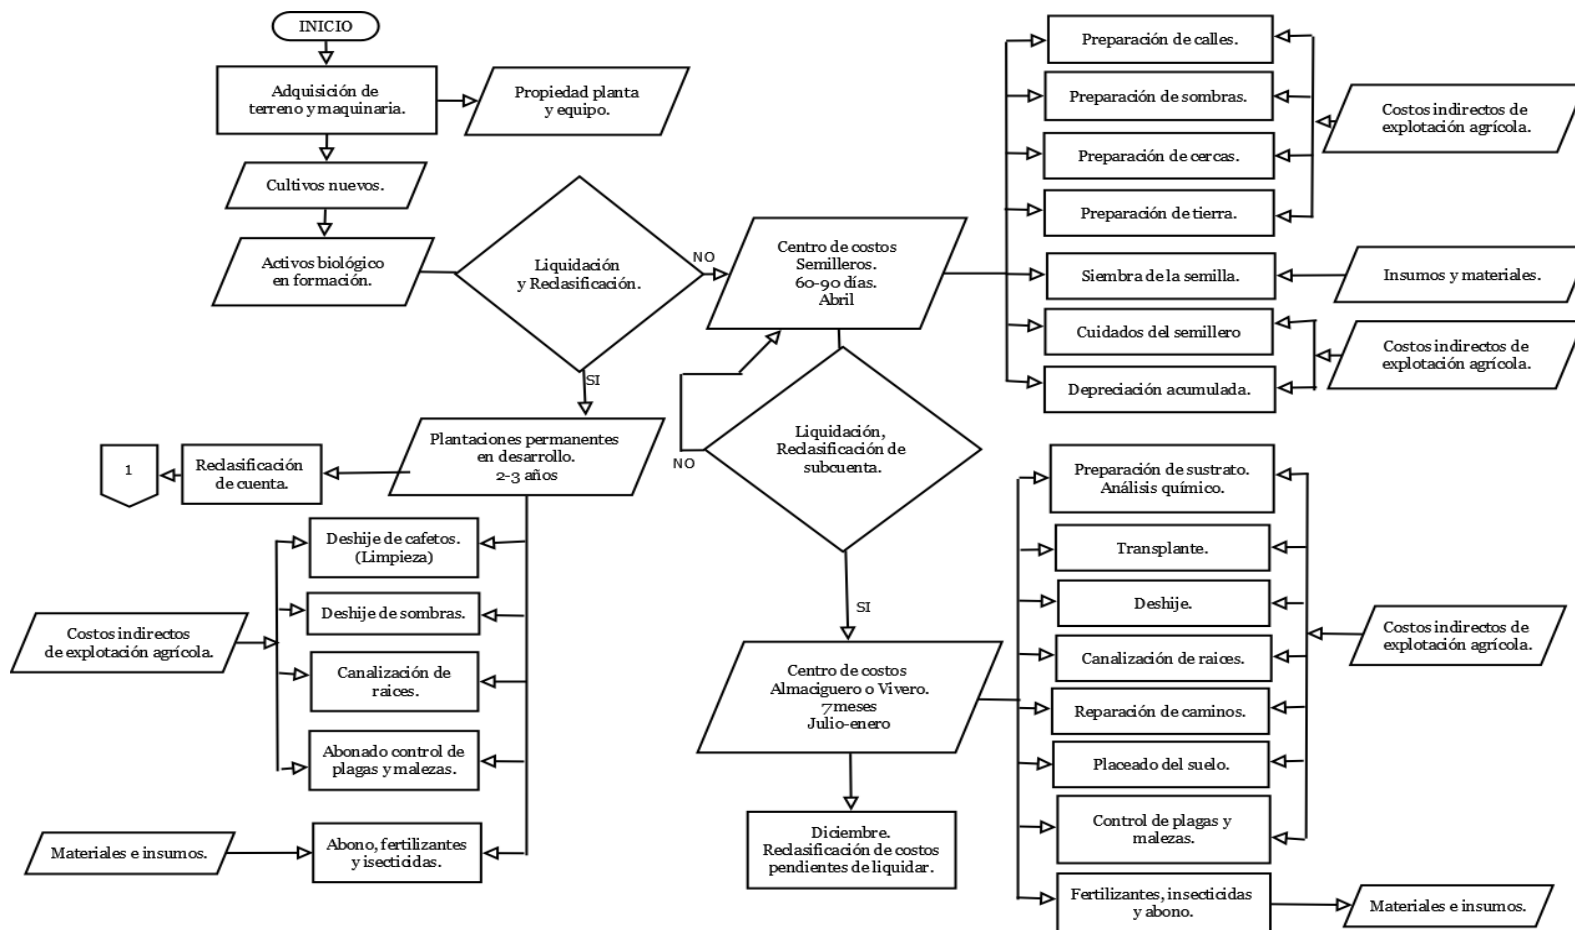 INICIO
Adquisición de
terreno y maquinaria.
Propiedad planta
y equipo.
Cultivos nuevos.
Activos biológico
en formación.
Liquidación
y Reclasificación.
NO
SI
Centro de costos
Semilleros.
60-90 días.
Abril
Preparación de calles.
Preparación de sombras.
Preparación de cercas.
Preparación de tierra.
Costos indirectos de
explotación agrícola.
Siembra de la semilla.
Insumos y materiales.
Cuidados del semillero
Depreciación acumulada.
Costos indirectos de
explotación agrícola.
Plantaciones permanentes
en desarrollo.
2-3 años
Reclasificación
de cuenta.
1
Liquidación,
Reclasificación de
subcuenta.
NO
SI
Deshije de cafetos.
(Limpieza)
Deshije de sombras.
Canalización de
raices.
Abonado control de
plagas y malezas.
Costos indirectos
de explotación agrícola.
Materiales e insumos.
Abono, fertilizantes
y isecticidas.
Centro de costos
Almaciguero o Vivero.
7 meses
Julio-enero
Diciembre.
Reclasificación de costos
pendientes de liquidar.
Preparación de sustrato.
Análisis químico.
Transplante.
Deshije.
Canalización de raices.
Reparación de caminos.
Placeado del suelo.
Control de plagas y
malezas.
Costos indirectos de
explotación agrícola.
Fertilizantes, insecticidas
y abono.
Materiales e insumos.